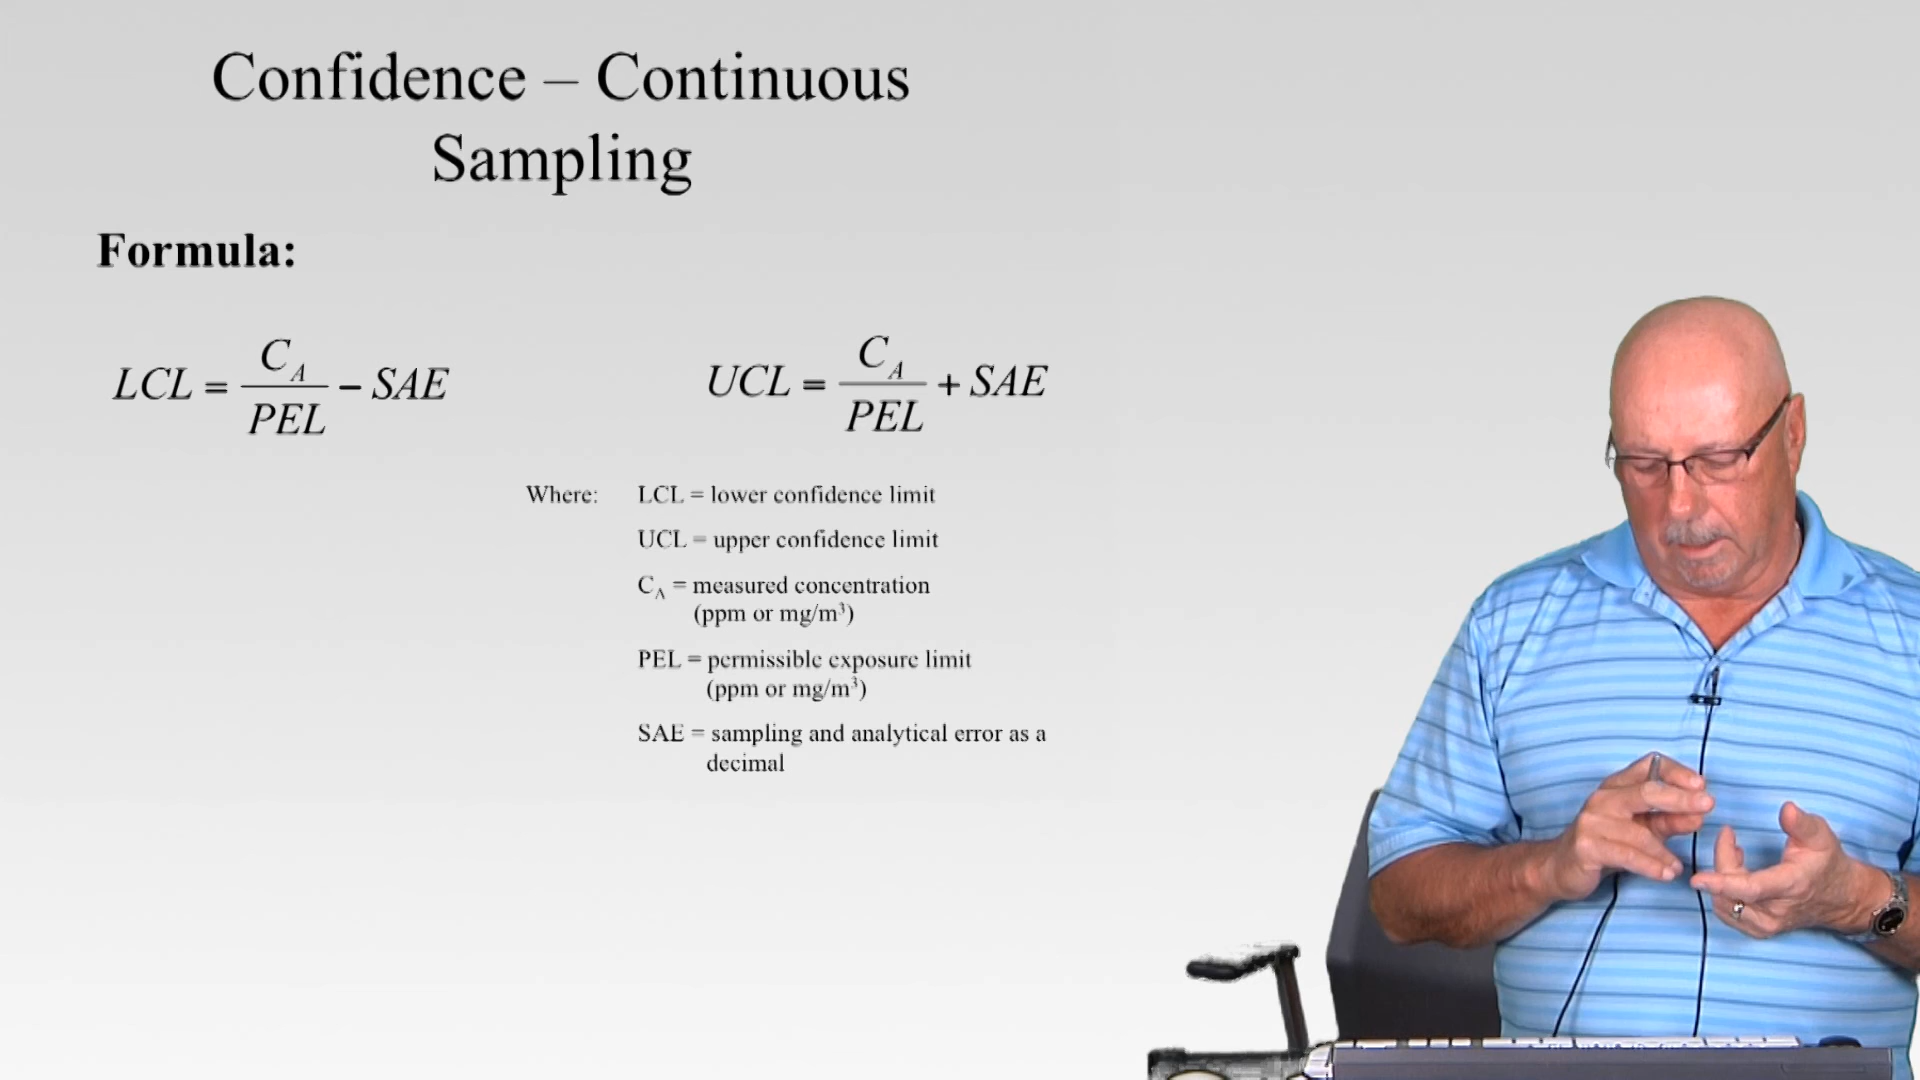 Confidence – Continuous
Sampling
Formula:
LCL = C_A / PEL − SAE
UCL = C_A / PEL + SAE
Where: LCL = lower confidence limit
UCL = upper confidence limit
C_A = measured concentration
(ppm or mg/m³)
PEL = permissible exposure limit
(ppm or mg/m³)
SAE = sampling and analytical error as a
decimal